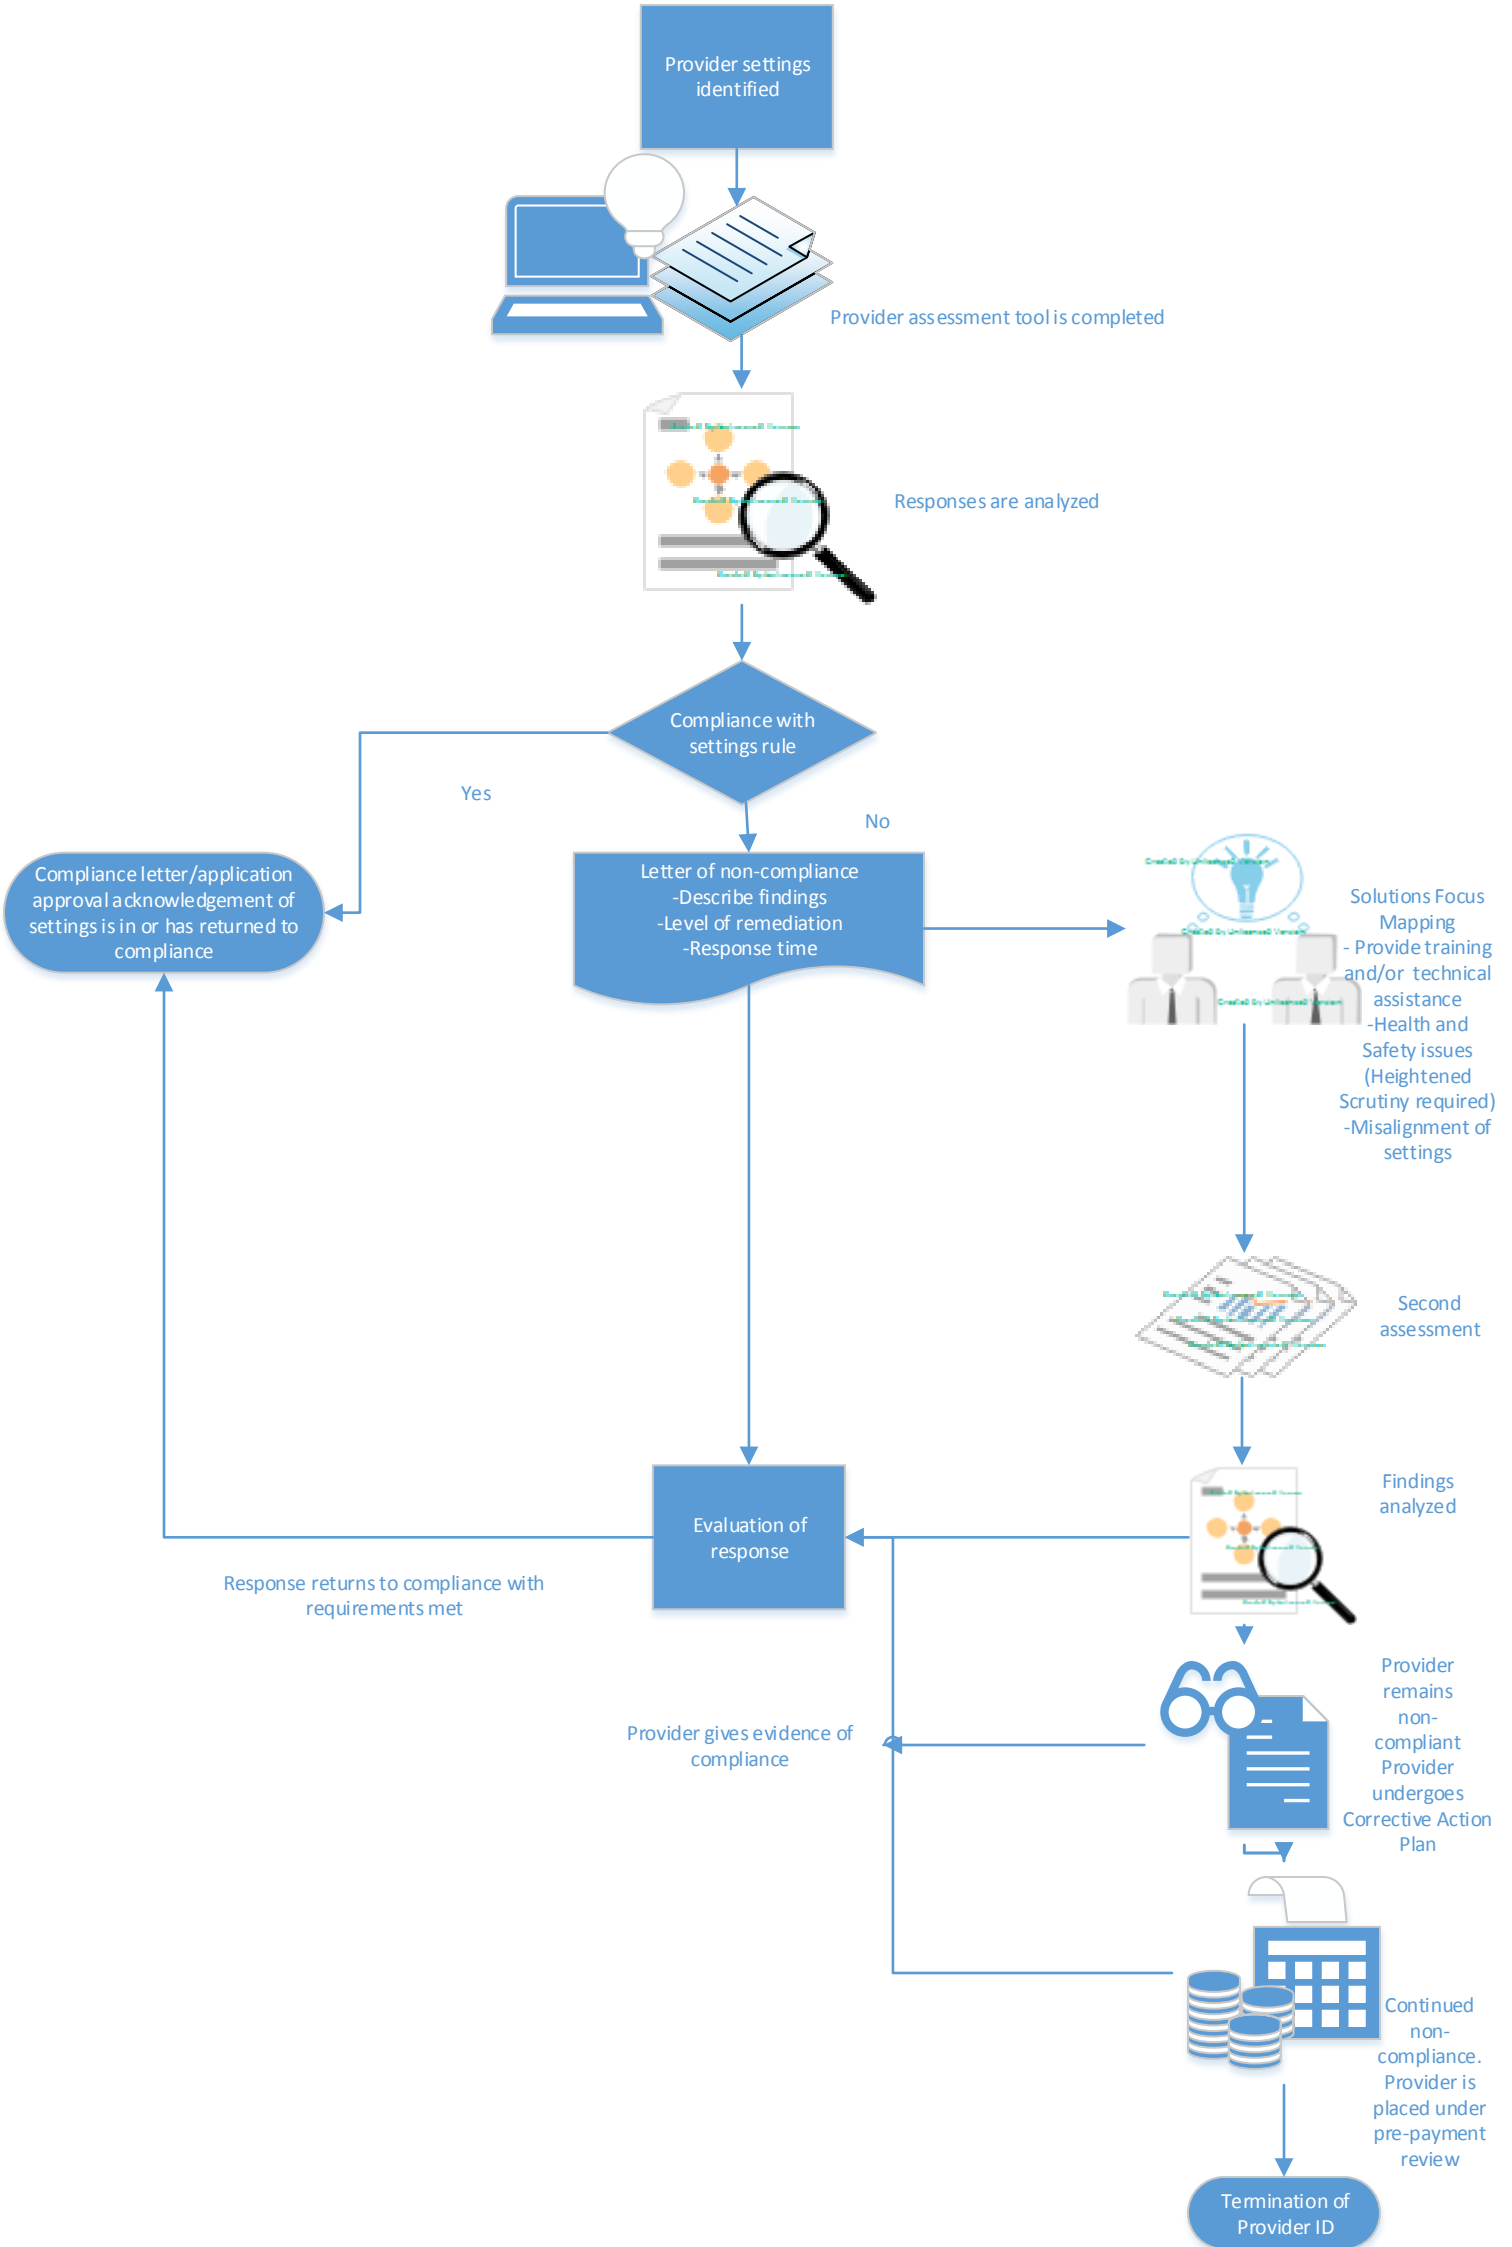 Provider settings
identified
Provider assessment tool is completed
Responses are analyzed
Compliance with
settings rule
Yes
No
Compliance letter/application
approval acknowledgement of
settings is in or has returned to
compliance
Letter of non-compliance
-Describe findings
-Level of remediation
-Response time
Solutions Focus
Mapping
- Provide training
and/or technical
assistance
-Health and
Safety issues
(Heightened
Scrutiny required)
-Misalignment of
settings
Second
assessment
Findings
analyzed
Evaluation of
response
Response returns to compliance with
requirements met
Provider
remains
non-
compliant
Provider
undergoes
Corrective Action
Plan
Provider gives evidence of
compliance
Continued
non-
compliance.
Provider is
placed under
pre-payment
review
Termination of
Provider ID